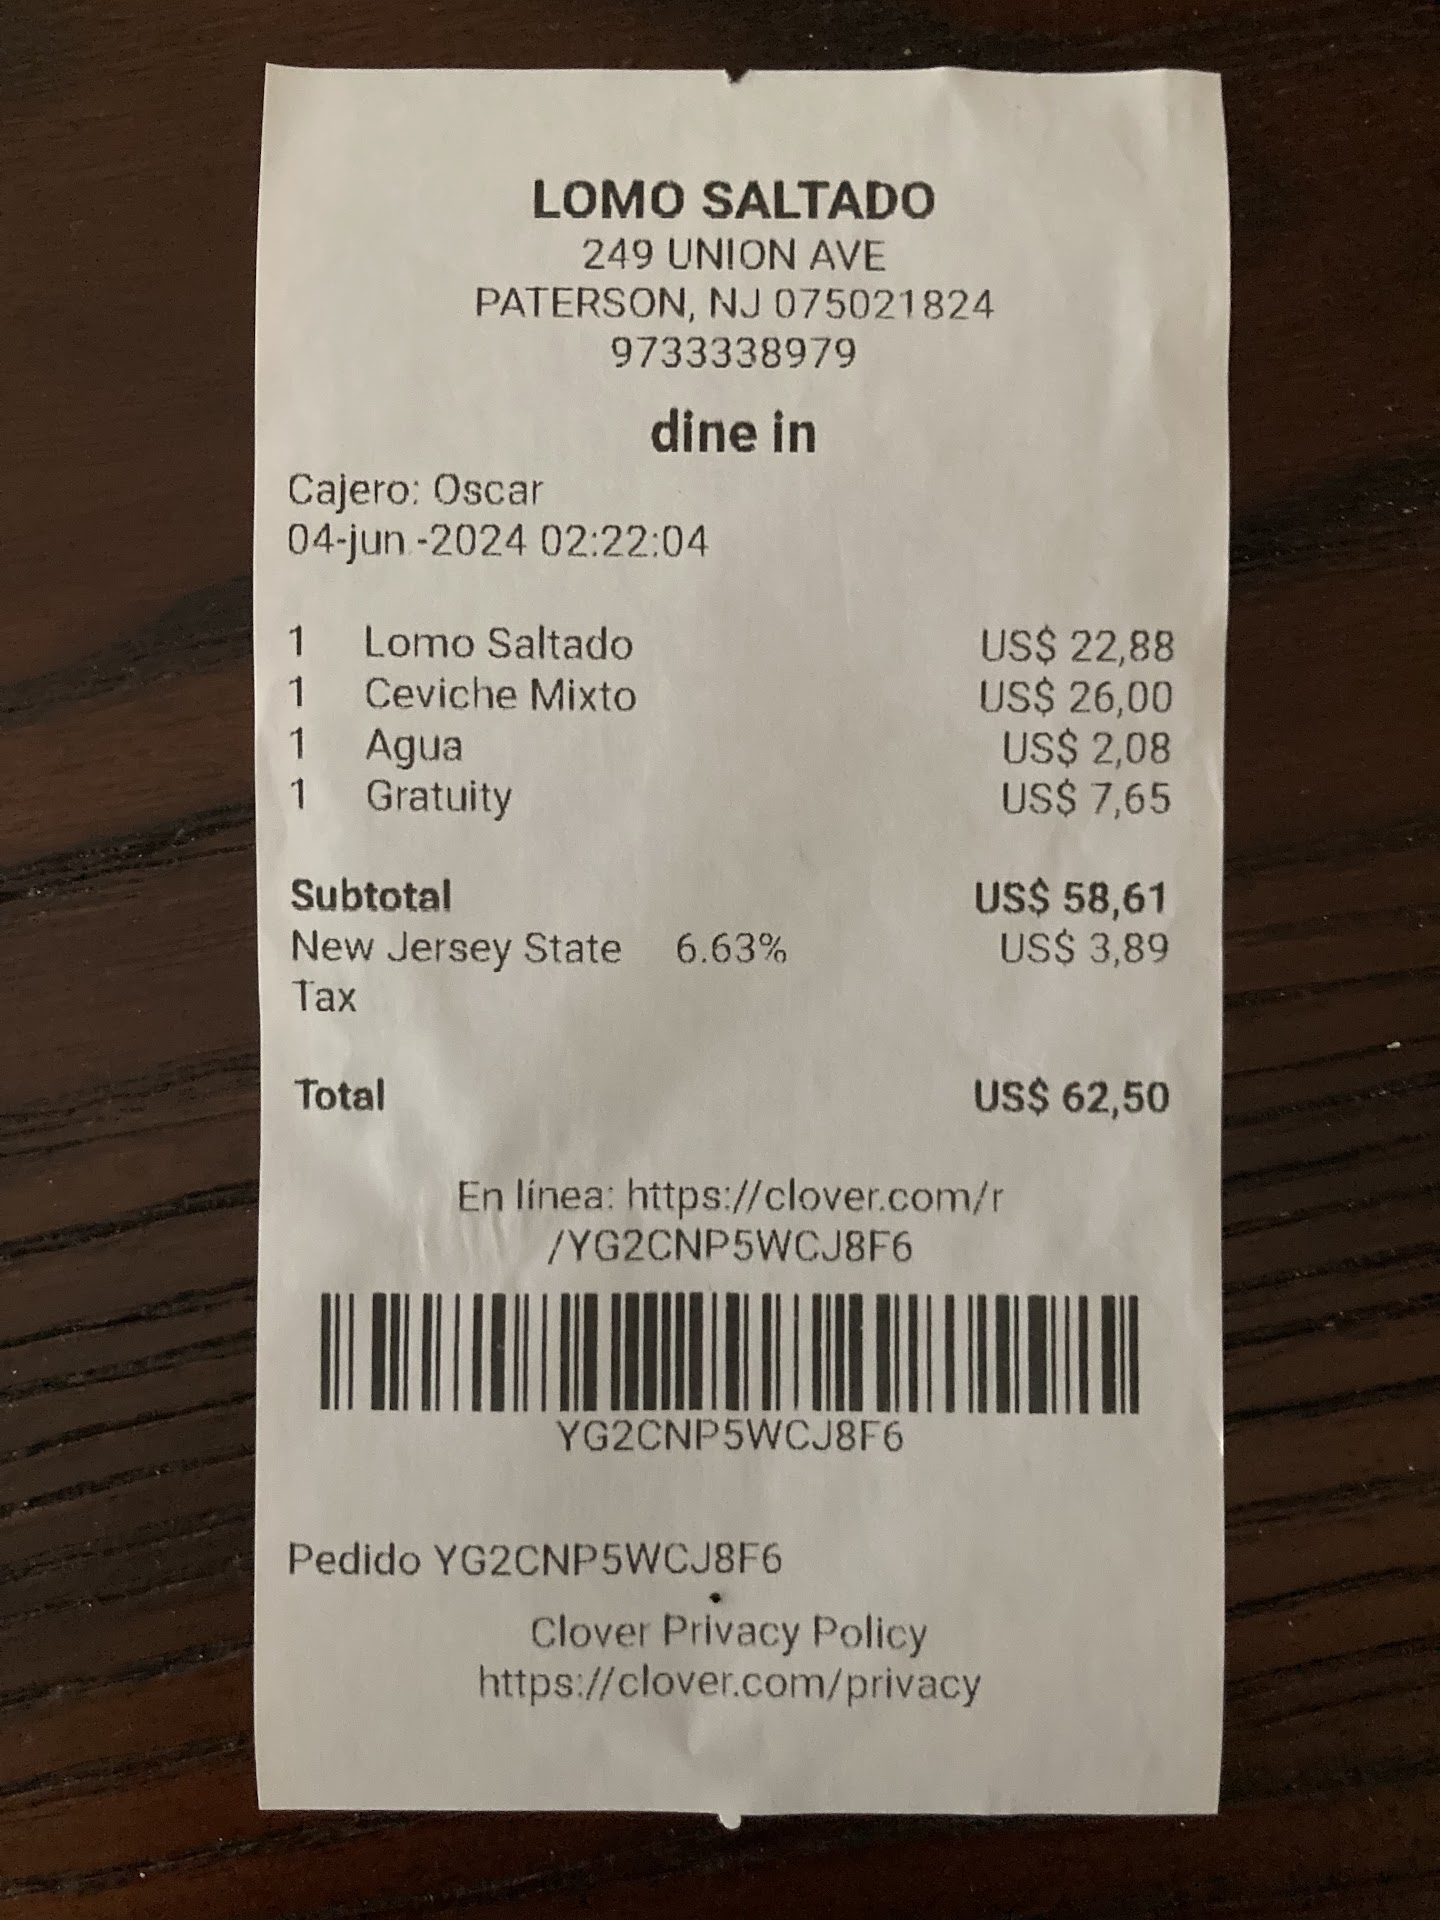 LOMO SALTADO
249 UNION AVE
PATERSON, NJ 075021824
9733338979
dine in
Cajero: Oscar
04-jun -2024 02:22:04
1 Lomo Saltado US$ 22,88
1 Ceviche Mixto US$ 26,00
1 Agua US$ 2,08
1 Gratuity US$ 7,65
Subtotal US$ 58,61
New Jersey State 6.63% US$ 3,89
Tax
Total US$ 62,50
En línea: https://clover.com/r
/YG2CNP5WCJ8F6
YG2CNP5WCJ8F6
Pedido YG2CNP5WCJ8F6
Clover Privacy Policy
https://clover.com/privacy